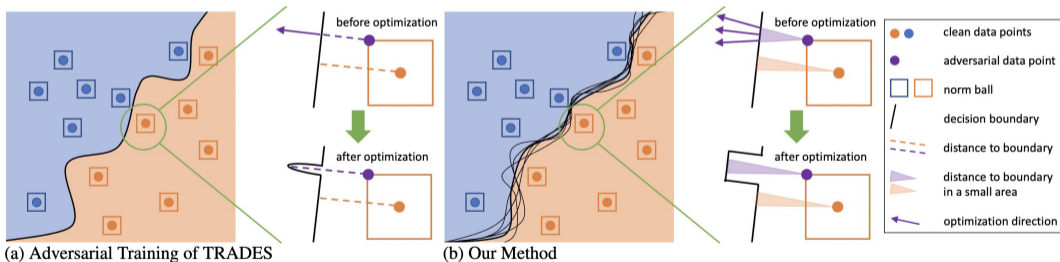 before optimization
after optimization
(a) Adversarial Training of TRADES
before optimization
after optimization
(b) Our Method
clean data points
adversarial data point
norm ball
decision boundary
distance to boundary
distance to boundary
in a small area
optimization direction